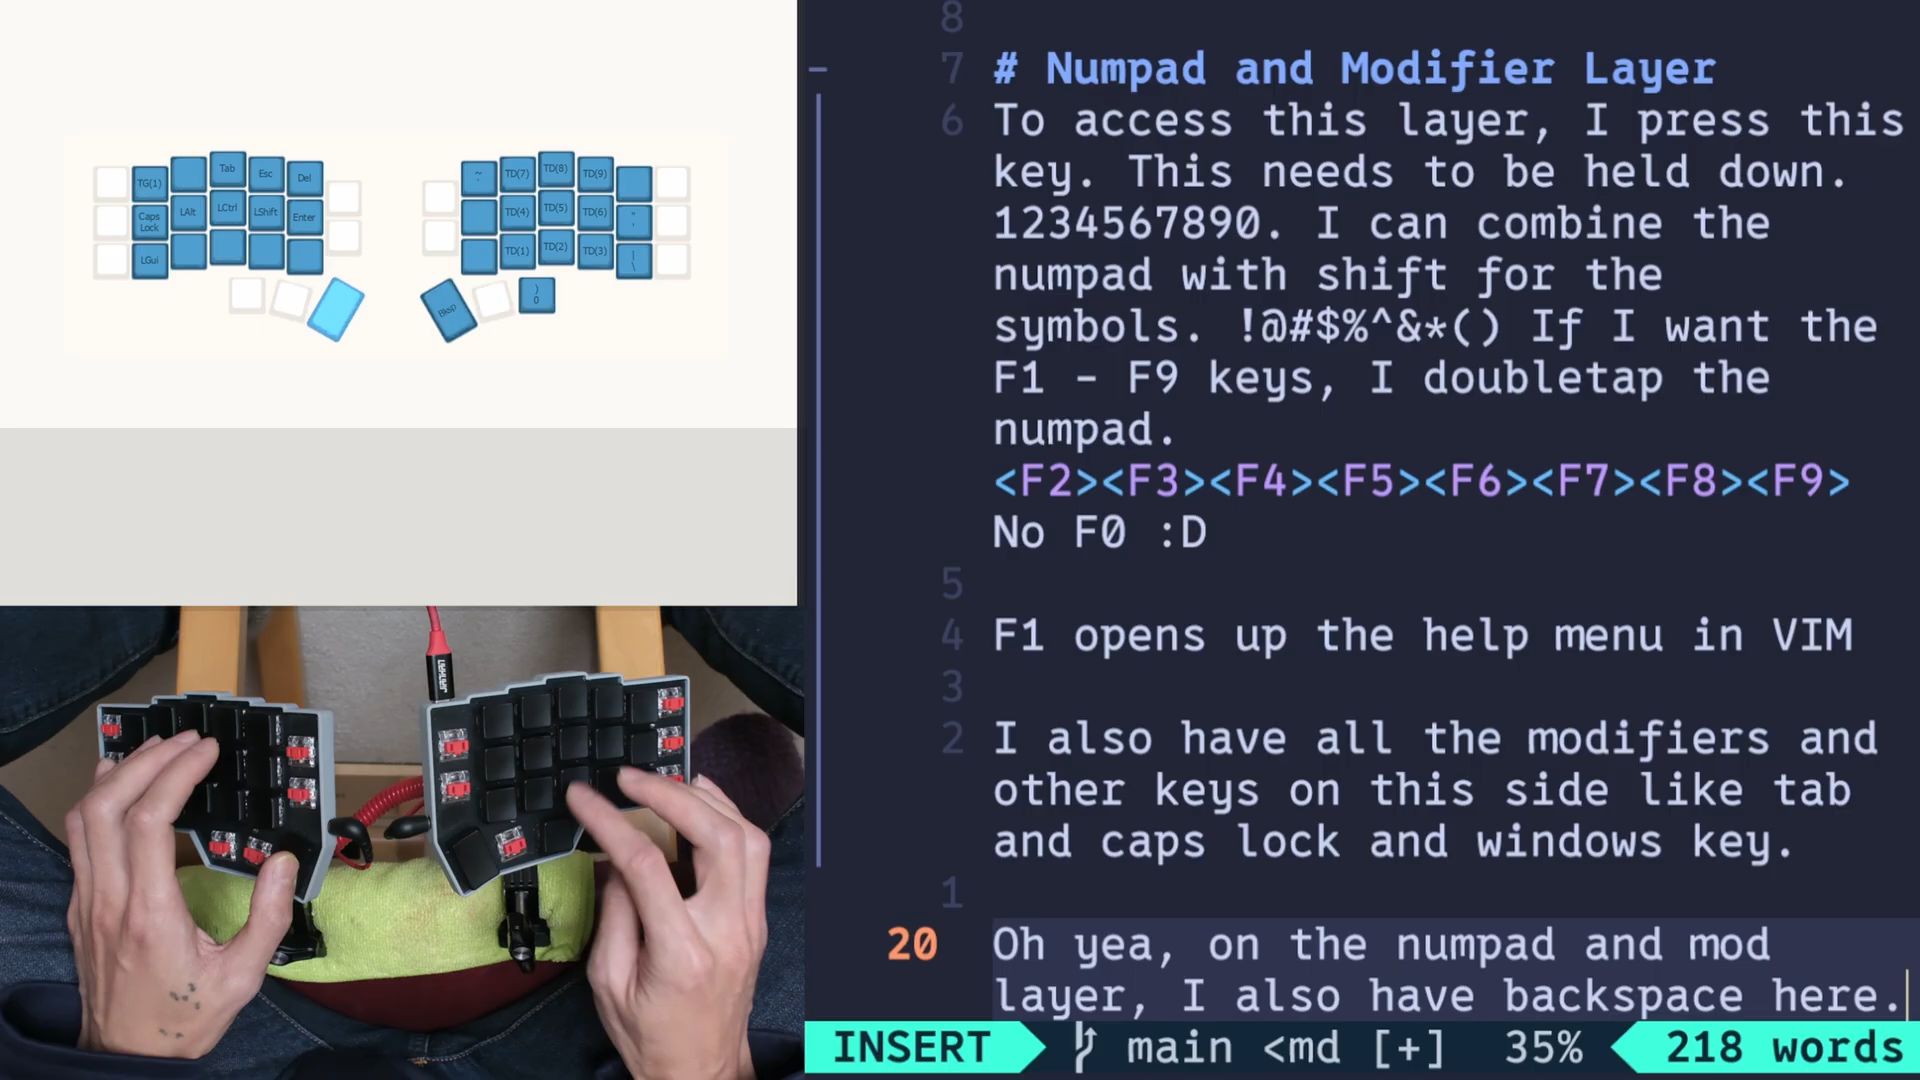 Tab
Esc
Del
TG(1)
Caps
Lock
LAlt
LCtrl
LShift
Enter
LGui
~
TD(7)
TD(8)
TD(9)
TD(4)
TD(5)
TD(6)
TD(1)
TD(2)
TD(3)
|
\
Bksp
)
0
8
7 # Numpad and Modifier Layer
6 To access this layer, I press this
key. This needs to be held down.
1234567890. I can combine the
numpad with shift for the
symbols. !@#$%^&*() If I want the
F1 - F9 keys, I doubletap the
numpad.
<F2><F3><F4><F5><F6><F7><F8><F9>
No F0 :D
5
4 F1 opens up the help menu in VIM
3
2 I also have all the modifiers and
other keys on this side like tab
and caps lock and windows key.
1
20 Oh yea, on the numpad and mod
layer, I also have backspace here.
INSERT main <md [+] 35% 218 words